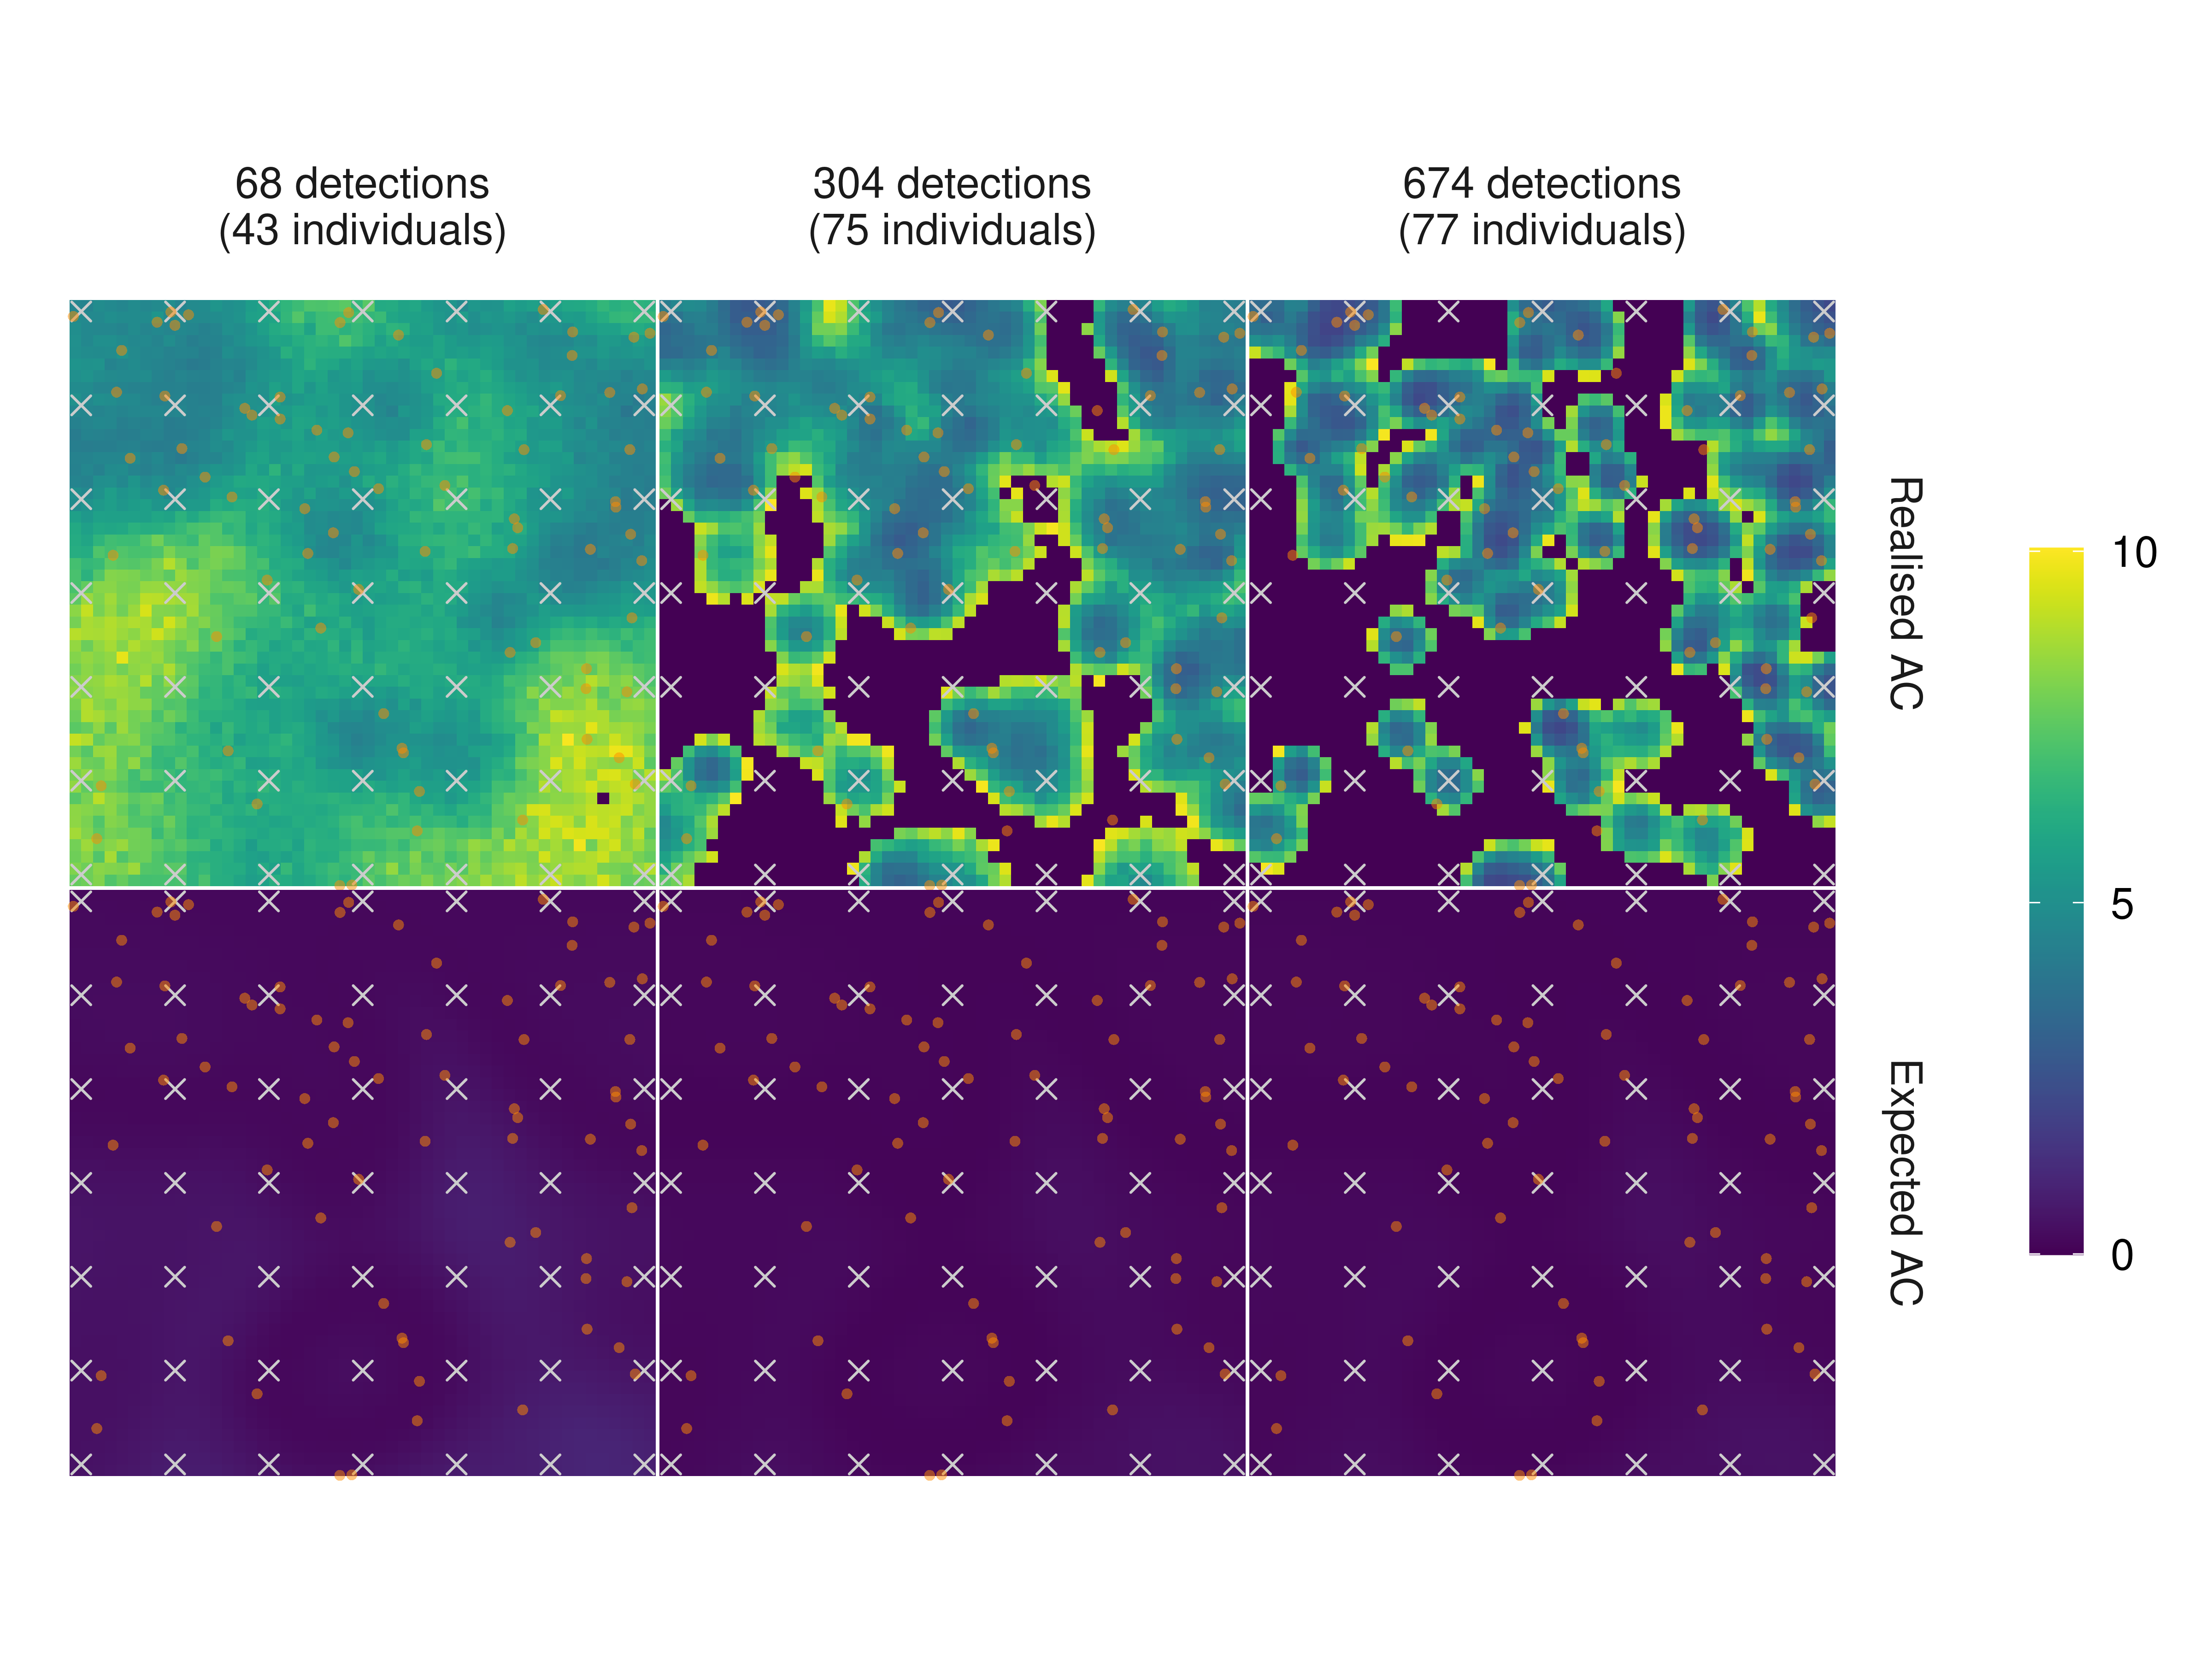 68 detections
(43 individuals)
304 detections
(75 individuals)
674 detections
(77 individuals)
Realised AC
Expected AC
10
5
0